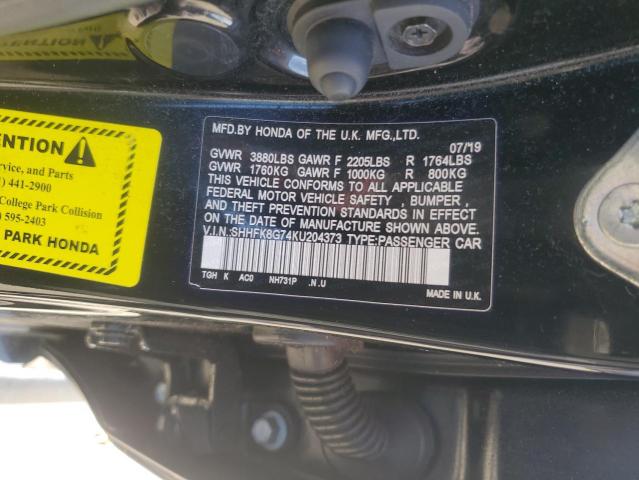 TTENTION
ENTION
ervice, and Parts
) 441-2900
College Park Collision
) 595-2403
PARK HONDA
MFD.BY HONDA OF THE U.K. MFG.,LTD.
07/19
GVWR 3880LBS GAWR F 2205LBS R 1764LBS
GVWR 1760KG GAWR F 1000KG R 800KG
THIS VEHICLE CONFORMS TO ALL APPLICABLE
FEDERAL MOTOR VEHICLE SAFETY , BUMPER ,
AND THEFT PREVENTION STANDARDS IN EFFECT
ON THE DATE OF MANUFACTURE SHOWN ABOVE.
V.I.N.:SHHFK8G74KU204373 TYPE:PASSENGER CAR
TGH K AC0 NH731P .N.U
MADE IN U.K.